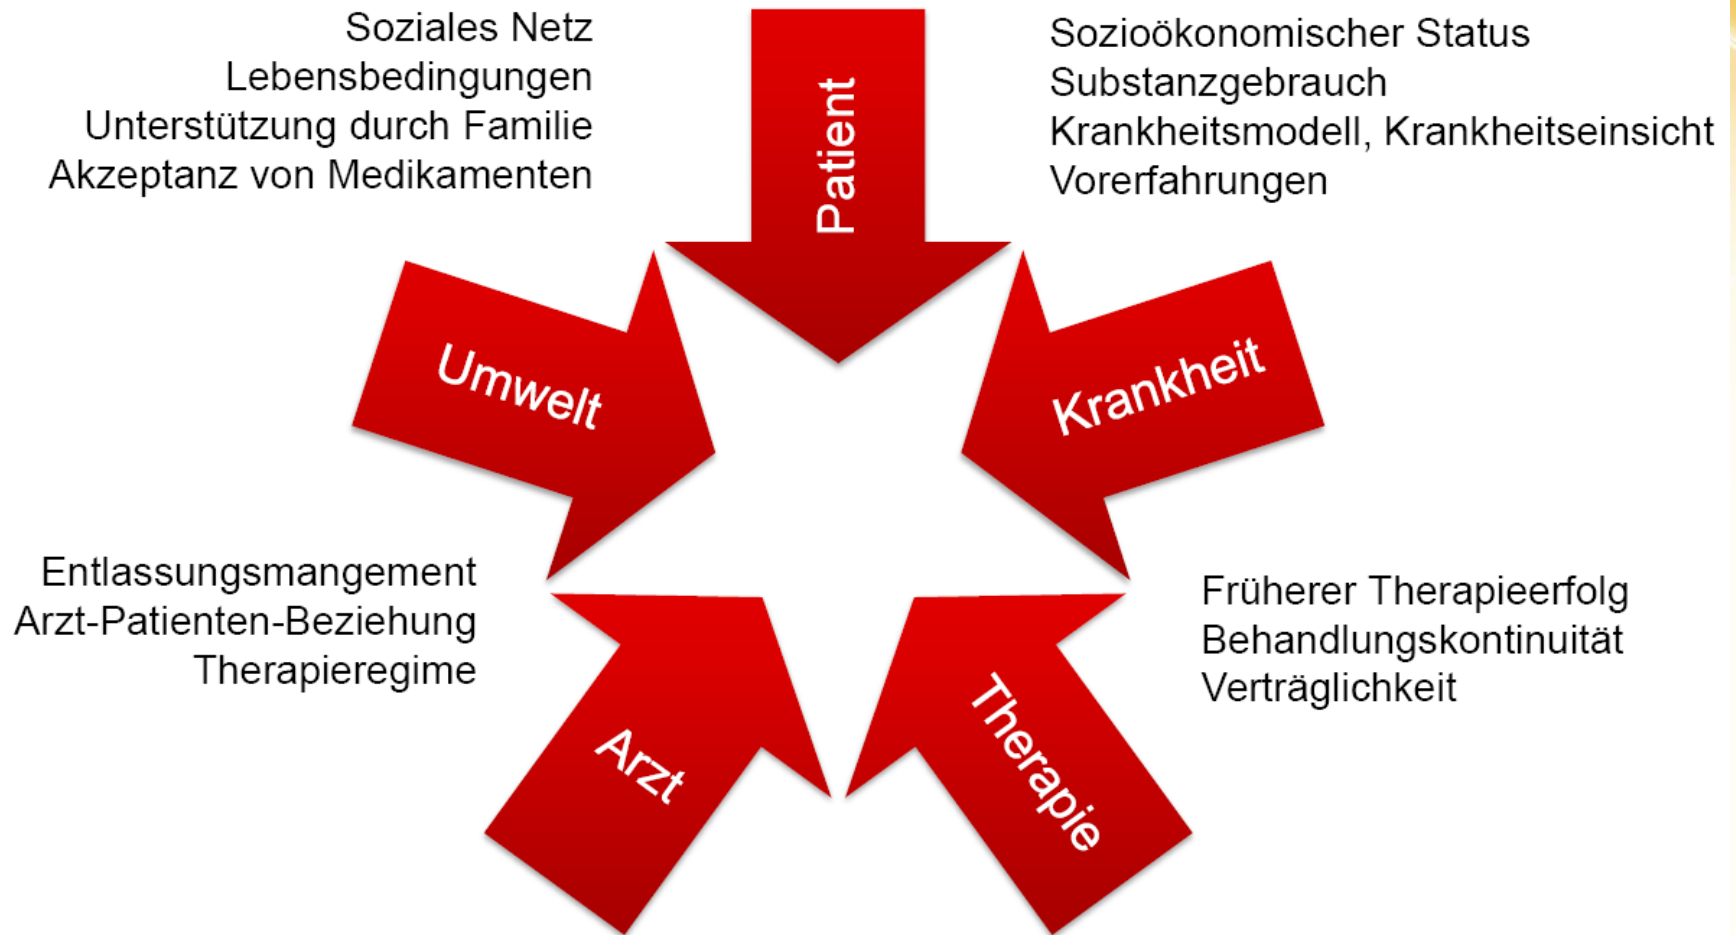 Soziales Netz
Lebensbedingungen
Unterstützung durch Familie
Akzeptanz von Medikamenten
Patient
Sozioökonomischer Status
Substanzgebrauch
Krankheitsmodell, Krankheitseinsicht
Vorerfahrungen
Umwelt
Krankheit
Entlassungsmangement
Arzt-Patienten-Beziehung
Therapieregime
Früherer Therapieerfolg
Behandlungskontinuität
Verträglichkeit
Arzt
Therapie